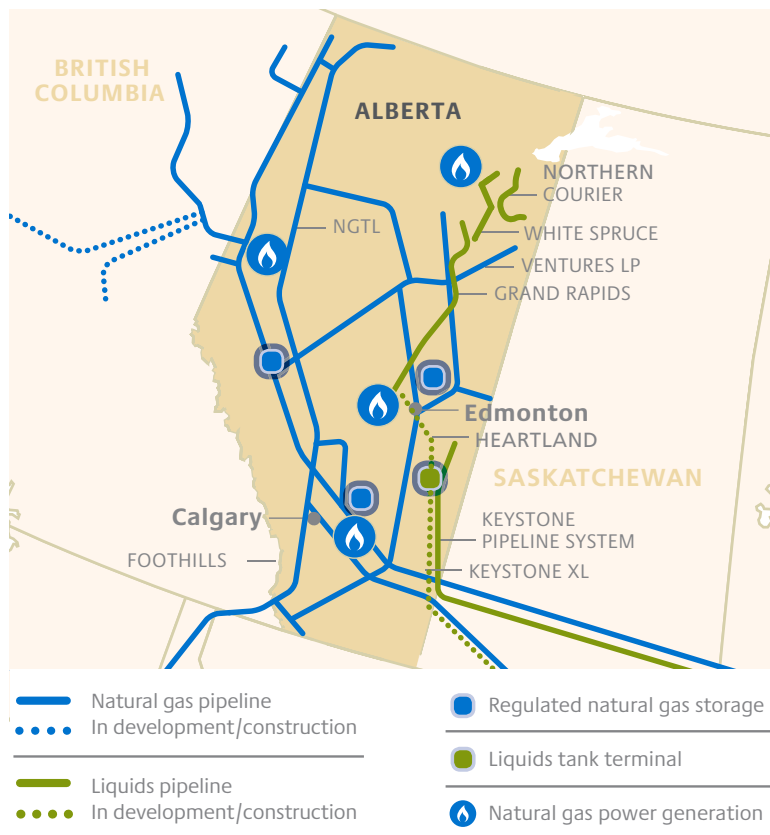 BRITISH
COLUMBIA
ALBERTA
NORTHERN
COURIER
NGTL
WHITE SPRUCE
VENTURES LP
GRAND RAPIDS
Edmonton
HEARTLAND
SASKATCHEWAN
Calgary
KEYSTONE
PIPELINE SYSTEM
FOOTHILLS
KEYSTONE XL
Natural gas pipeline
In development/construction
Liquids pipeline
In development/construction
Regulated natural gas storage
Liquids tank terminal
Natural gas power generation